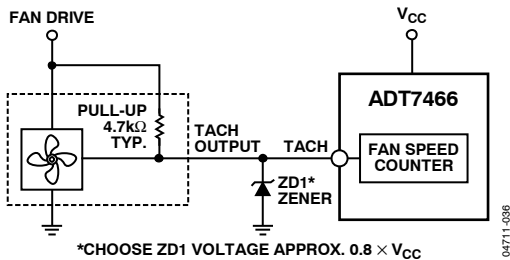 FAN DRIVE
V_CC
PULL-UP
4.7kΩ
TYP.
TACH
OUTPUT
TACH
ADT7466
FAN SPEED
COUNTER
ZD1*
ZENER
*CHOOSE ZD1 VOLTAGE APPROX. 0.8 × V_CC
04711-036